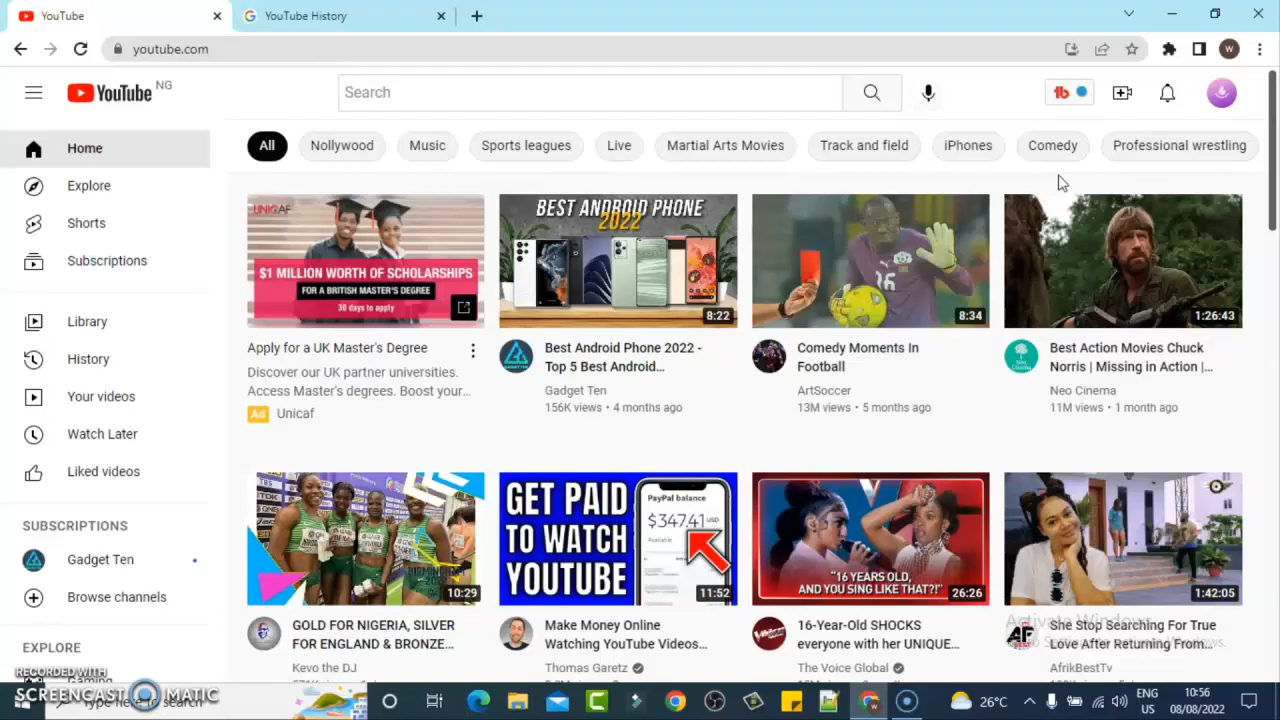 YouTube
YouTube History
youtube.com
W
YouTube NG
Search
Home
Explore
Shorts
Subscriptions
Library
History
Your videos
Watch Later
Liked videos
SUBSCRIPTIONS
Gadget Ten
Browse channels
EXPLORE
Gaming
All
Nollywood
Music
Sports leagues
Live
Martial Arts Movies
Track and field
iPhones
Comedy
Professional wrestling
UNICAF
$1 MILLION WORTH OF SCHOLARSHIPS
FOR A BRITISH MASTER'S DEGREE
30 days to apply
Apply for a UK Master's Degree
Discover our UK partner universities.
Access Master's degrees. Boost your...
Ad Unicaf
BEST ANDROID PHONE
2022
8:22
Best Android Phone 2022 -
Top 5 Best Android...
Gadget Ten
156K views • 4 months ago
16
8:34
Comedy Moments In
Football
ArtSoccer
13M views • 5 months ago
1:26:43
Best Action Movies Chuck
Norris | Missing in Action |...
Neo Cinema
11M views • 1 month ago
10:29
GOLD FOR NIGERIA, SILVER
FOR ENGLAND & BRONZE...
Kevo the DJ
GET PAID
TO WATCH
YOUTUBE
PayPal balance
$347.41 USD
Available
11:52
Make Money Online
Watching YouTube Videos...
Thomas Garetz
"16 YEARS OLD,
AND YOU SING LIKE THAT?!"
26:26
16-Year-Old SHOCKS
everyone with her UNIQUE...
The Voice Global
1:42:05
She Stop Searching For True
Love After Returning From...
AfrikBestTv
Activate Windows
RECORDED WITH
SCREENCAST MATIC
Type here to search
26°C
ENG
US
10:56
08/08/2022